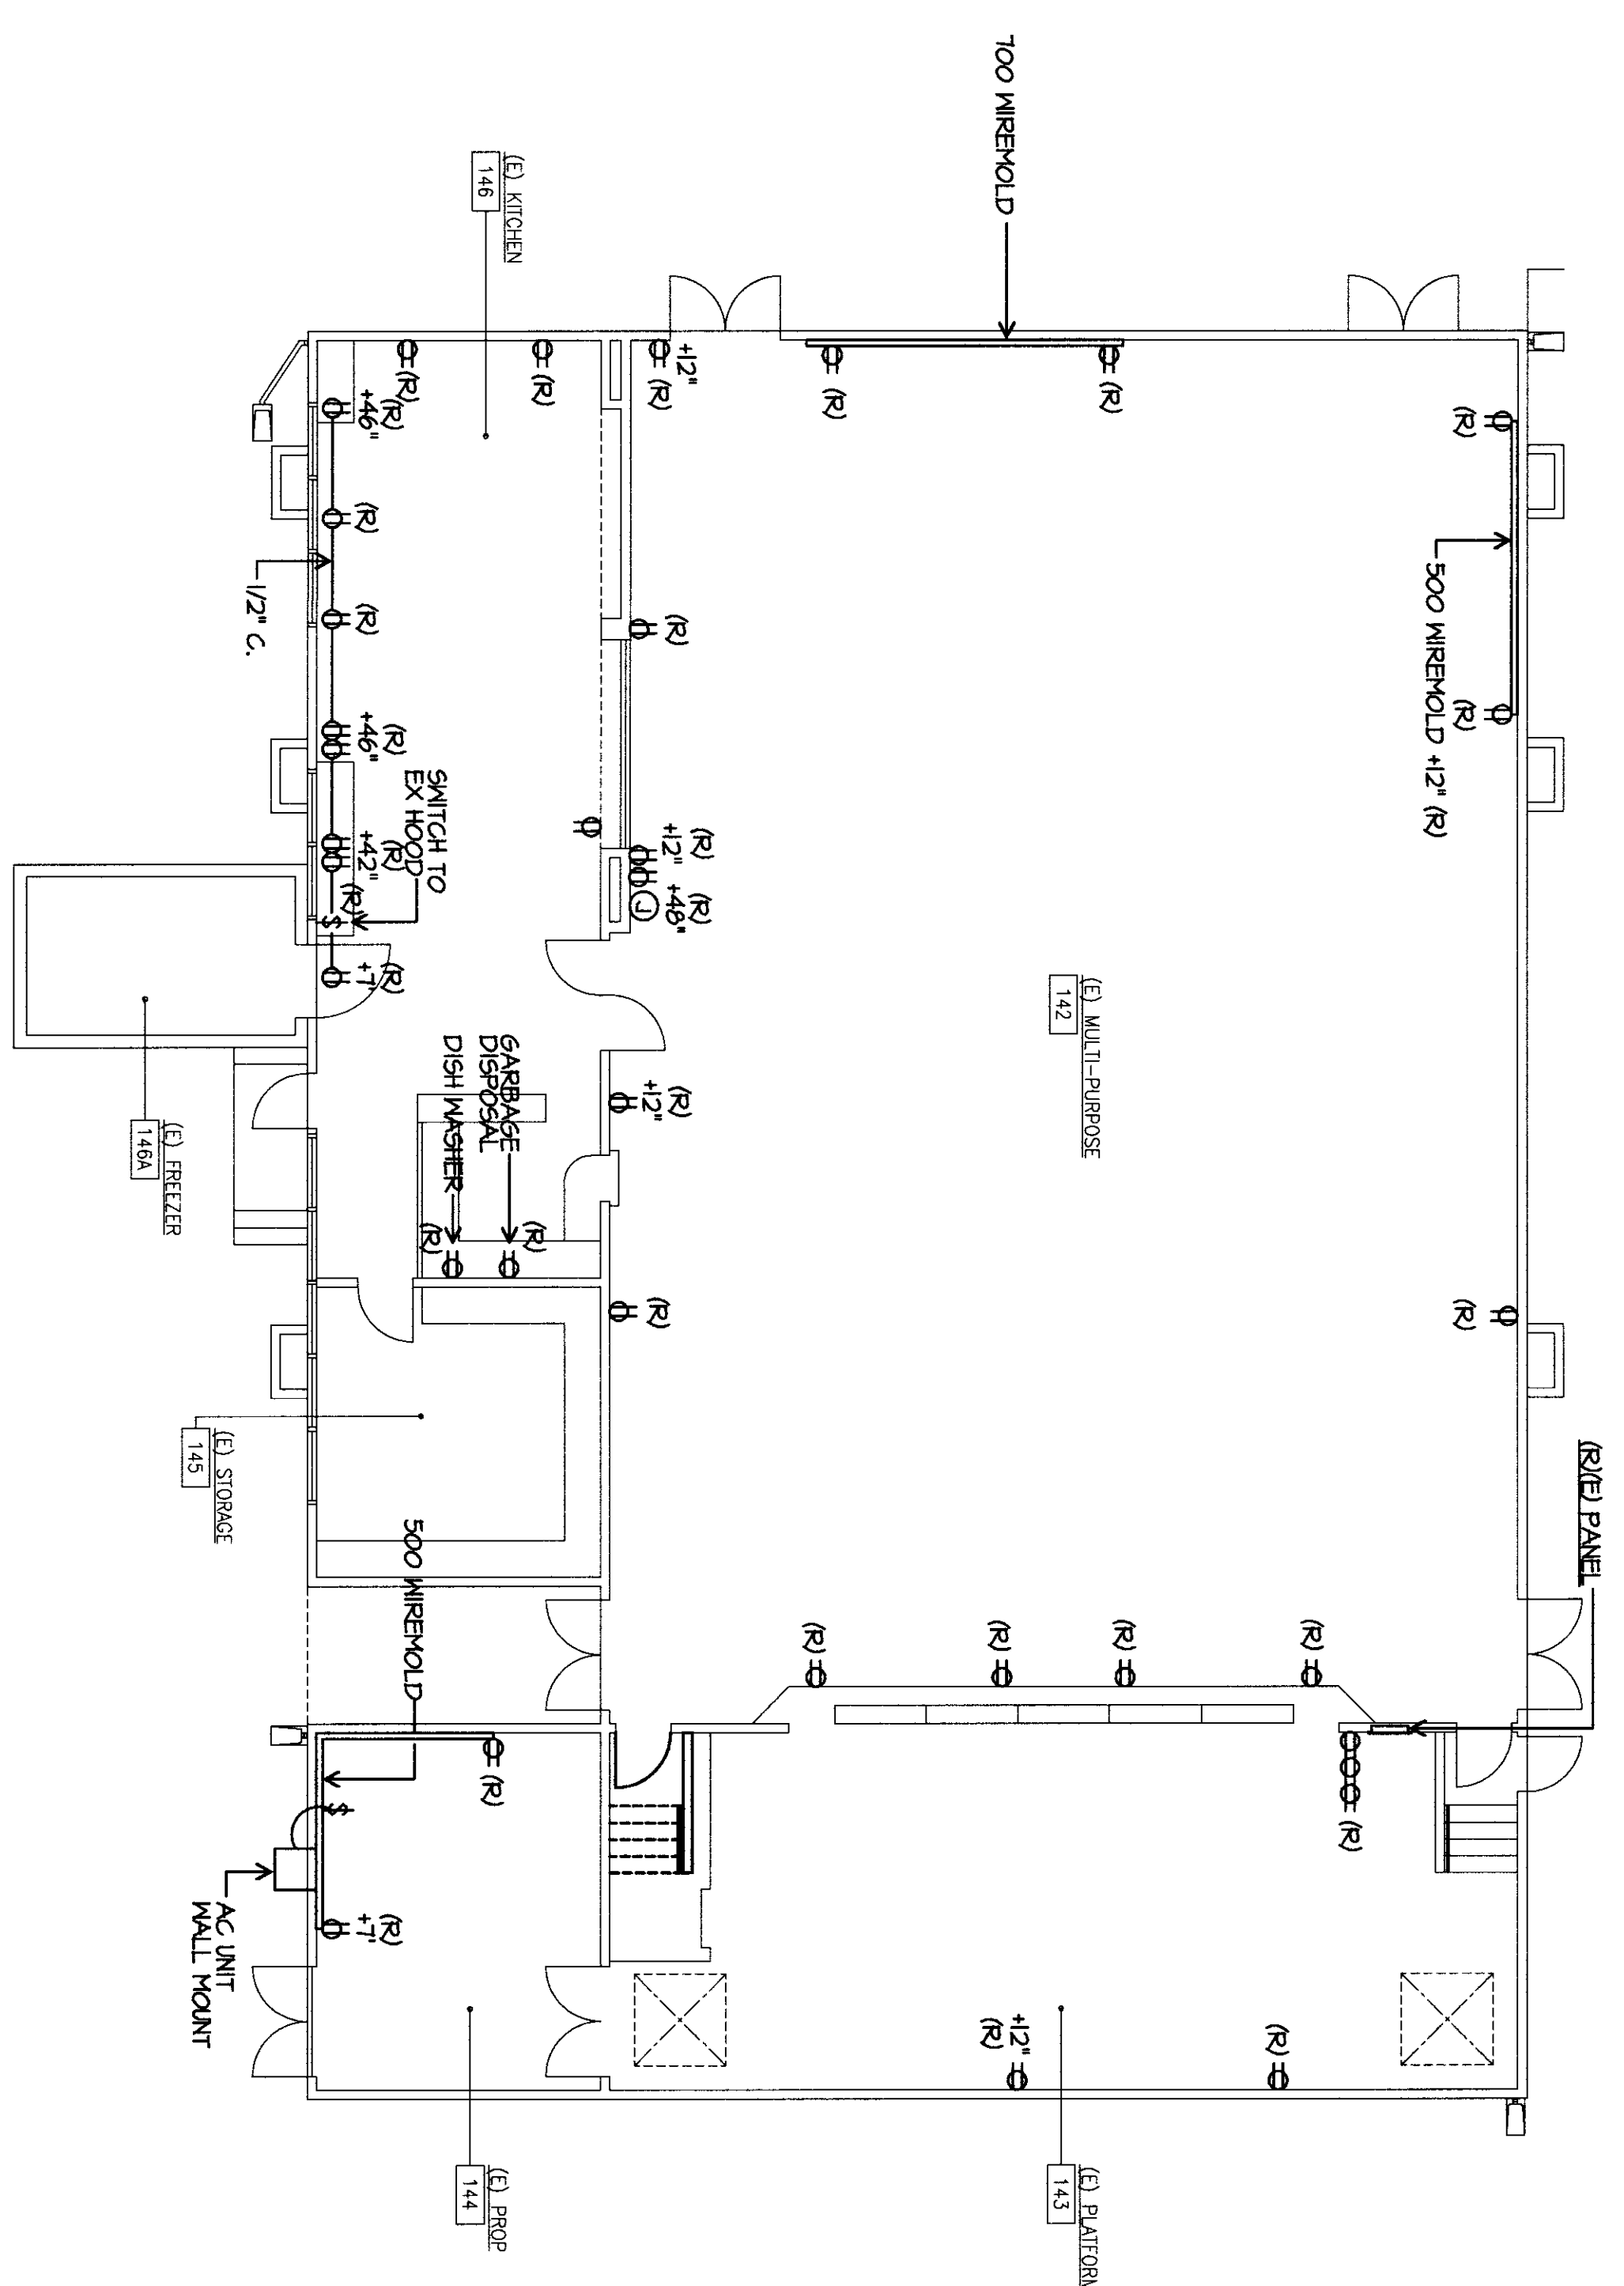 (R)(E) PANEL
(R)
(R)
(R)
500 WIREMOLD +12" (R)
(R)
(R)
(R)
(R)
(R)
(E) MULTI-PURPOSE
142
(E) PLATFORM
143
+12"
(R)
700 WIREMOLD
(R)
(R)
(R)
+12"
(R)
(R)
(R)
+12"
(R)
+48"
J
(R)
+12"
(R)
(R)
(E) KITCHEN
146
GARBAGE
DISPOSAL
(R)
DISH WASHER
(R)
(R)
(E) PROP
144
SWITCH TO
EX HOOD
500 WIREMOLD
(R)
(R)
+46"
(R)
(R)
(R)
+46"
(R)
+42"
(R)
S
(R)
+7'
S
(R)
+7'
1/2" C.
AC UNIT
WALL MOUNT
(E) STORAGE
145
(E) FREEZER
146A